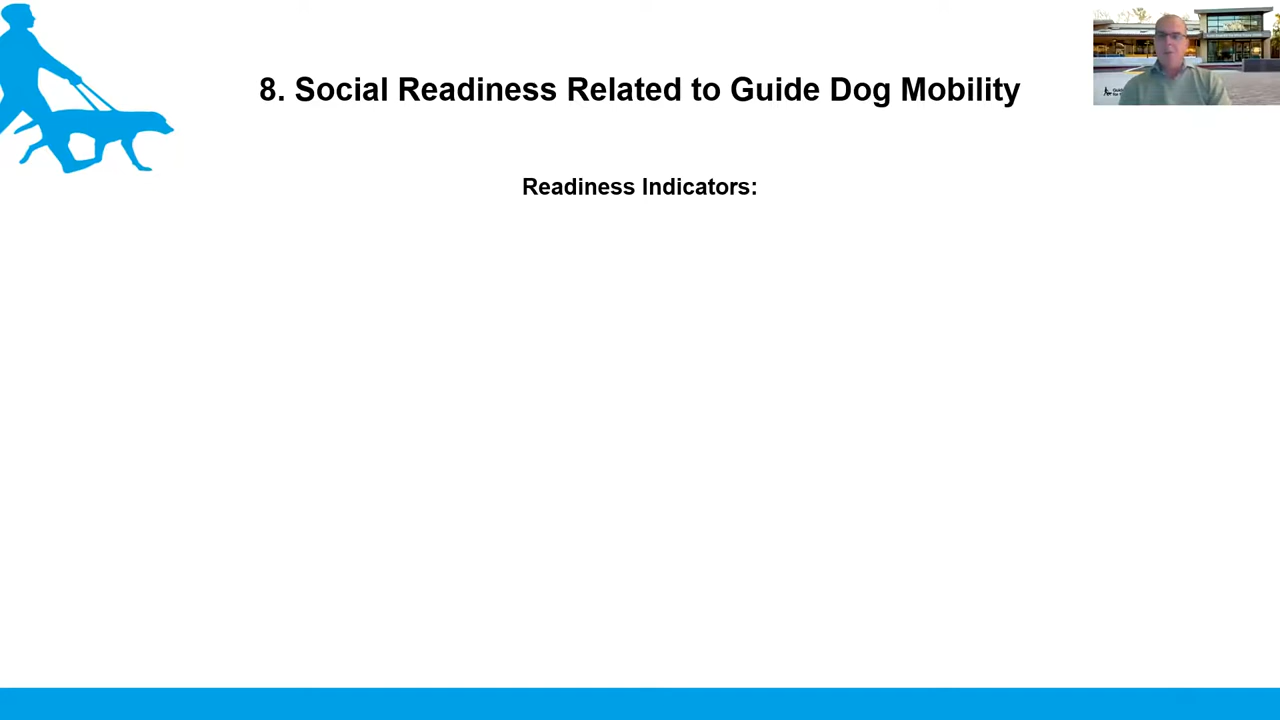 8. Social Readiness Related to Guide Dog Mobility
Readiness Indicators: